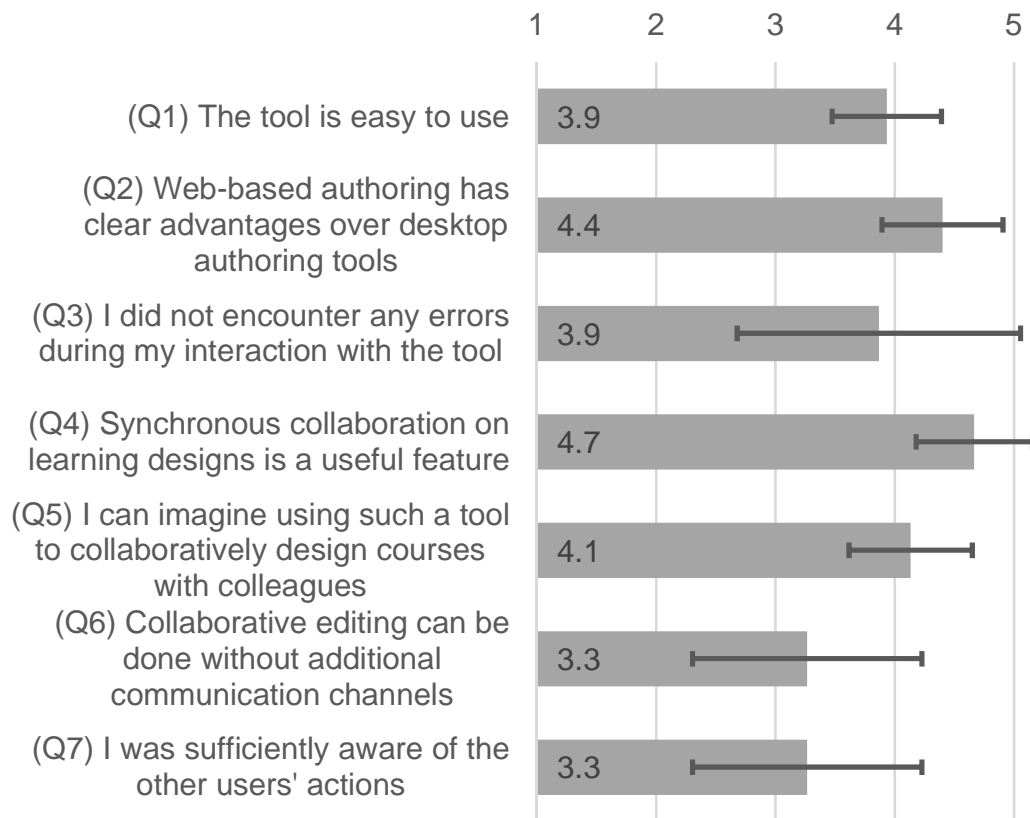 1 2 3 4 5
(Q1) The tool is easy to use
3.9
(Q2) Web-based authoring has
clear advantages over desktop
authoring tools
4.4
(Q3) I did not encounter any errors
during my interaction with the tool
3.9
(Q4) Synchronous collaboration on
learning designs is a useful feature
4.7
(Q5) I can imagine using such a tool
to collaboratively design courses
with colleagues
4.1
(Q6) Collaborative editing can be
done without additional
communication channels
3.3
(Q7) I was sufficiently aware of the
other users' actions
3.3